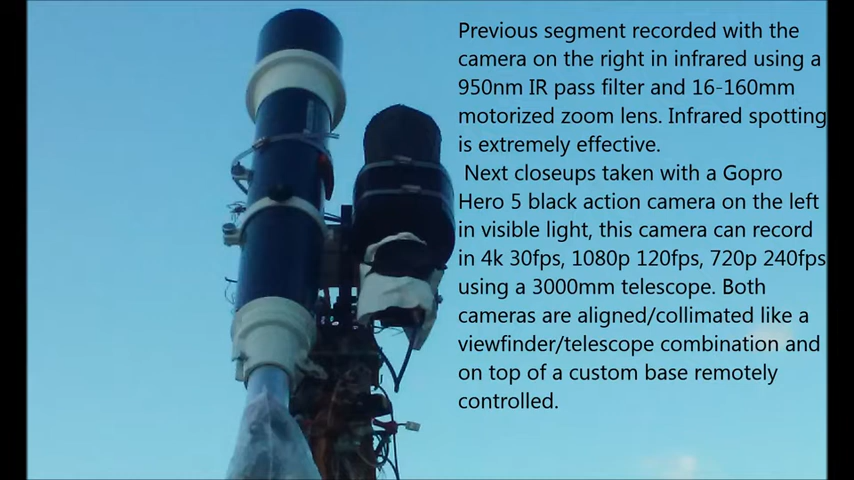 Previous segment recorded with the
camera on the right in infrared using a
950nm IR pass filter and 16-160mm
motorized zoom lens. Infrared spotting
is extremely effective.
Next closeups taken with a Gopro
Hero 5 black action camera on the left
in visible light, this camera can record
in 4k 30fps, 1080p 120fps, 720p 240fps
using a 3000mm telescope. Both
cameras are aligned/collimated like a
viewfinder/telescope combination and
on top of a custom base remotely
controlled.